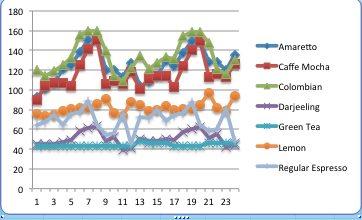 180
160
140
120
100
80
60
40
20
0
1 3 5 7 9 11 13 15 17 19 21 23
Amaretto
Caffe Mocha
Colombian
Darjeeling
Green Tea
Lemon
Regular Espresso